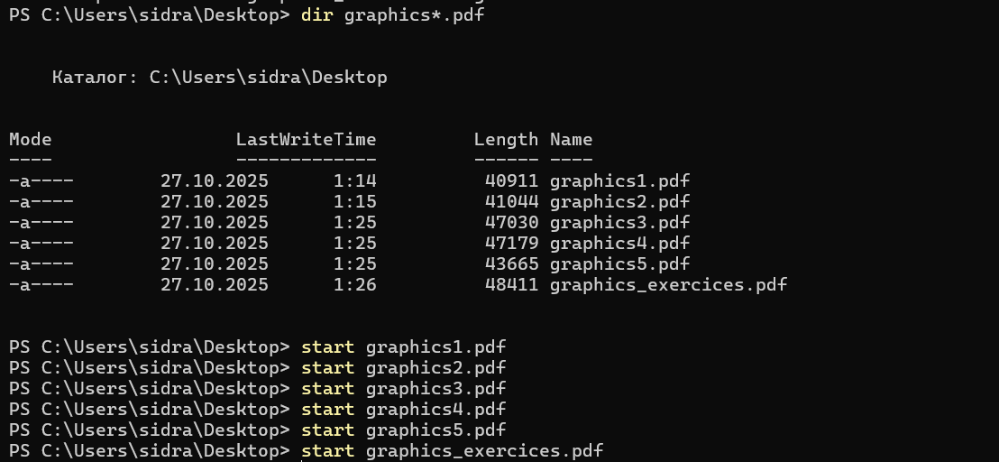 PS C:\Users\sidra\Desktop> dir graphics*.pdf
Каталог: C:\Users\sidra\Desktop
Mode LastWriteTime Length Name
---- ------------- ------ ----
-a---- 27.10.2025 1:14 40911 graphics1.pdf
-a---- 27.10.2025 1:15 41044 graphics2.pdf
-a---- 27.10.2025 1:25 47030 graphics3.pdf
-a---- 27.10.2025 1:25 47179 graphics4.pdf
-a---- 27.10.2025 1:25 43665 graphics5.pdf
-a---- 27.10.2025 1:26 48411 graphics_exercices.pdf
PS C:\Users\sidra\Desktop> start graphics1.pdf
PS C:\Users\sidra\Desktop> start graphics2.pdf
PS C:\Users\sidra\Desktop> start graphics3.pdf
PS C:\Users\sidra\Desktop> start graphics4.pdf
PS C:\Users\sidra\Desktop> start graphics5.pdf
PS C:\Users\sidra\Desktop> start graphics_exercices.pdf